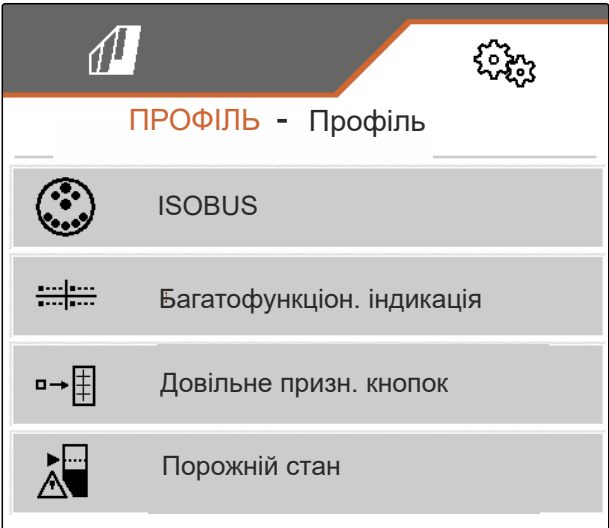 ПРОФІЛЬ - Профіль
ISOBUS
Багатофункціон. індикація
Довільне призн. кнопок
Порожній стан